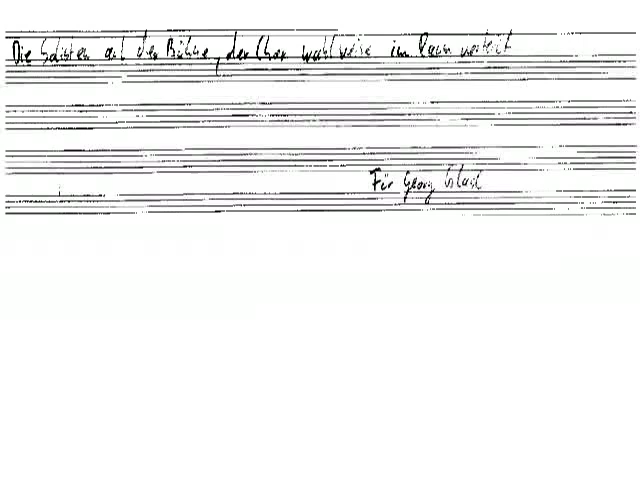 Die Solisten auf der Bühne, der Chor wahlweise im Raum verteilt
Für Georg